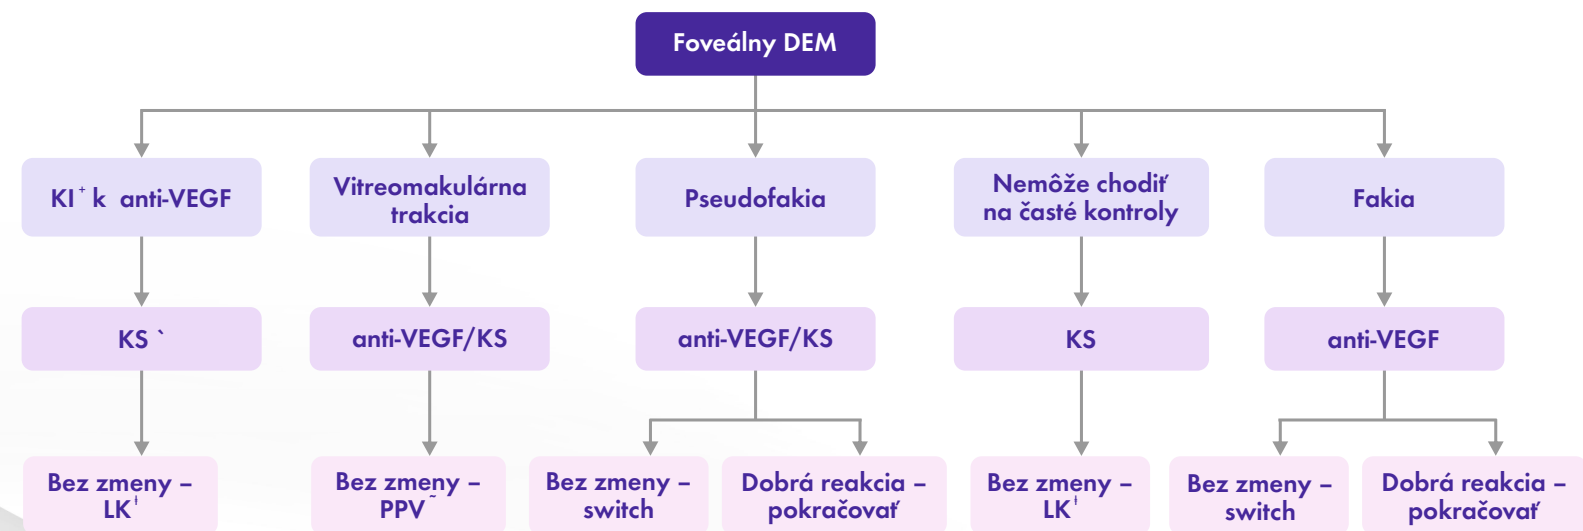 Foveálny DEM
KI⁺ k anti-VEGF
Vitreomakulárna
trakcia
Pseudofakia
Nemôže chodiť
na časté kontroly
Fakia
KS `
anti-VEGF/KS
anti-VEGF/KS
KS
anti-VEGF
Bez zmeny –
LKƚ
Bez zmeny –
PPV˜
Bez zmeny –
switch
Dobrá reakcia –
pokračovať
Bez zmeny –
LKƚ
Bez zmeny –
switch
Dobrá reakcia –
pokračovať